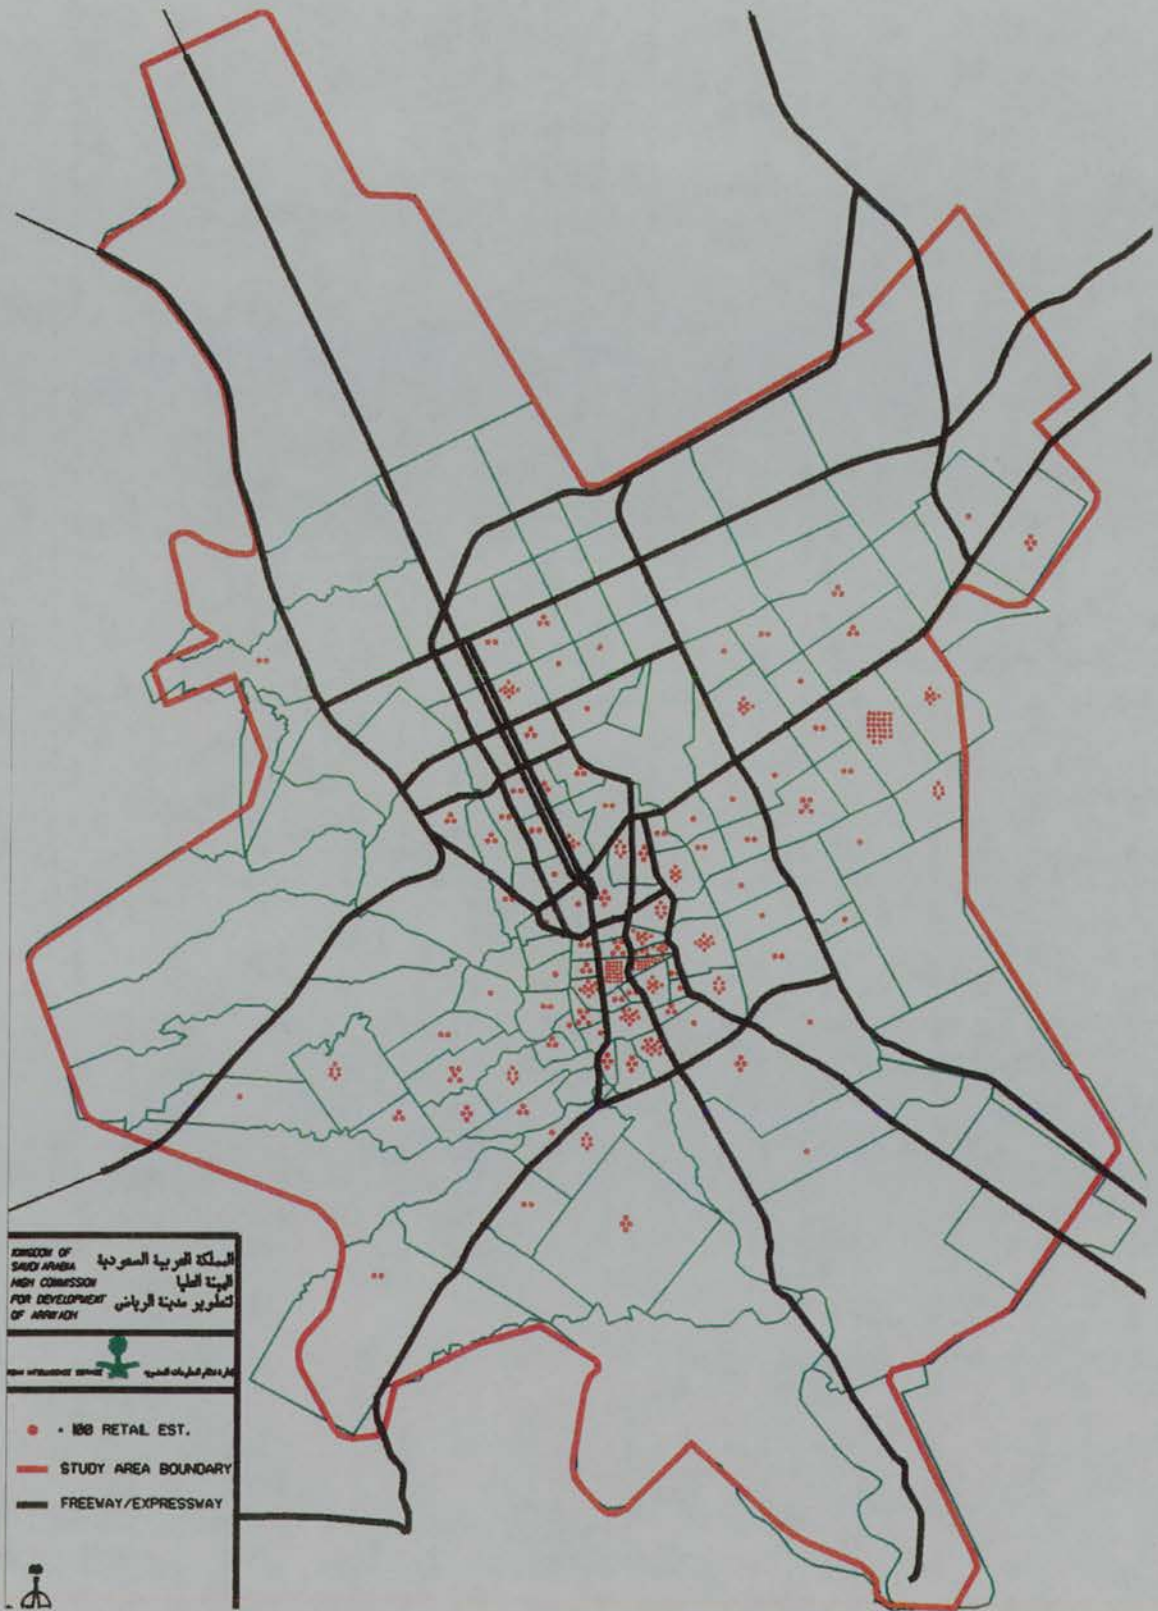 KINGDOM OF
SAUDI ARABIA
HIGH COMMISSION
FOR DEVELOPMENT
OF ARRIYADH
المملكة العربية السعودية
الهيئة العليا
لتطوير مدينة الرياض
100 RETAIL EST.
STUDY AREA BOUNDARY
FREEWAY/EXPRESSWAY